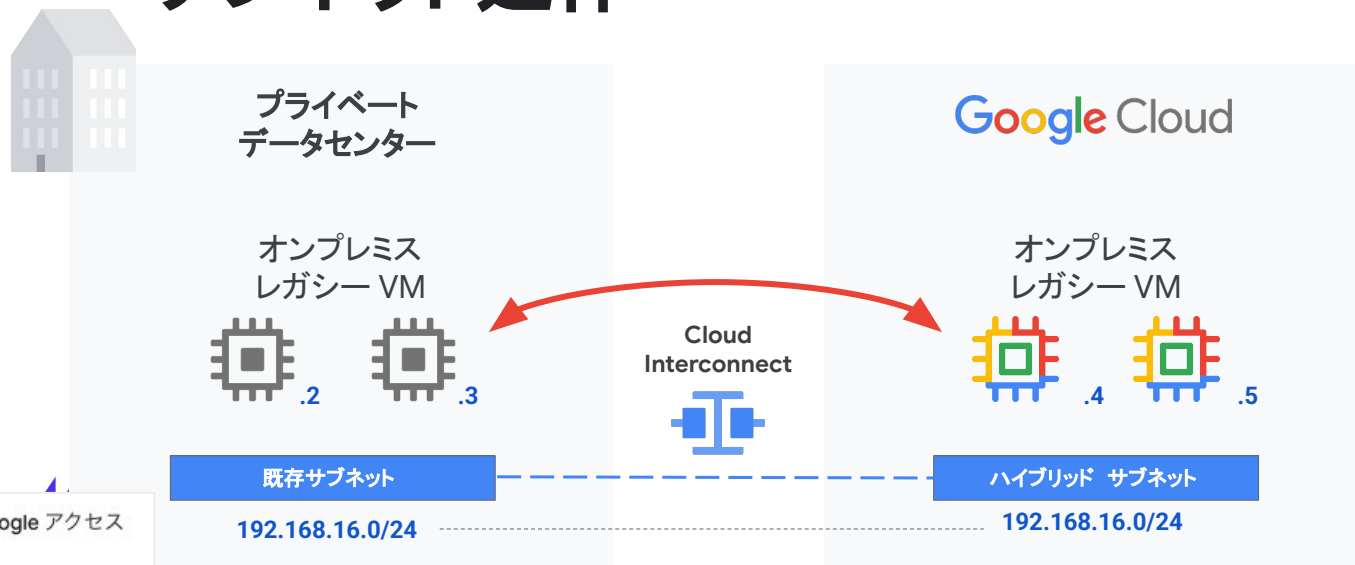 プライベート
データセンター
Google Cloud
オンプレミス
レガシー VM
オンプレミス
レガシー VM
Cloud
Interconnect
.2
.3
.4
.5
既存サブネット
ハイブリッド サブネット
192.168.16.0/24
192.168.16.0/24
アクセス